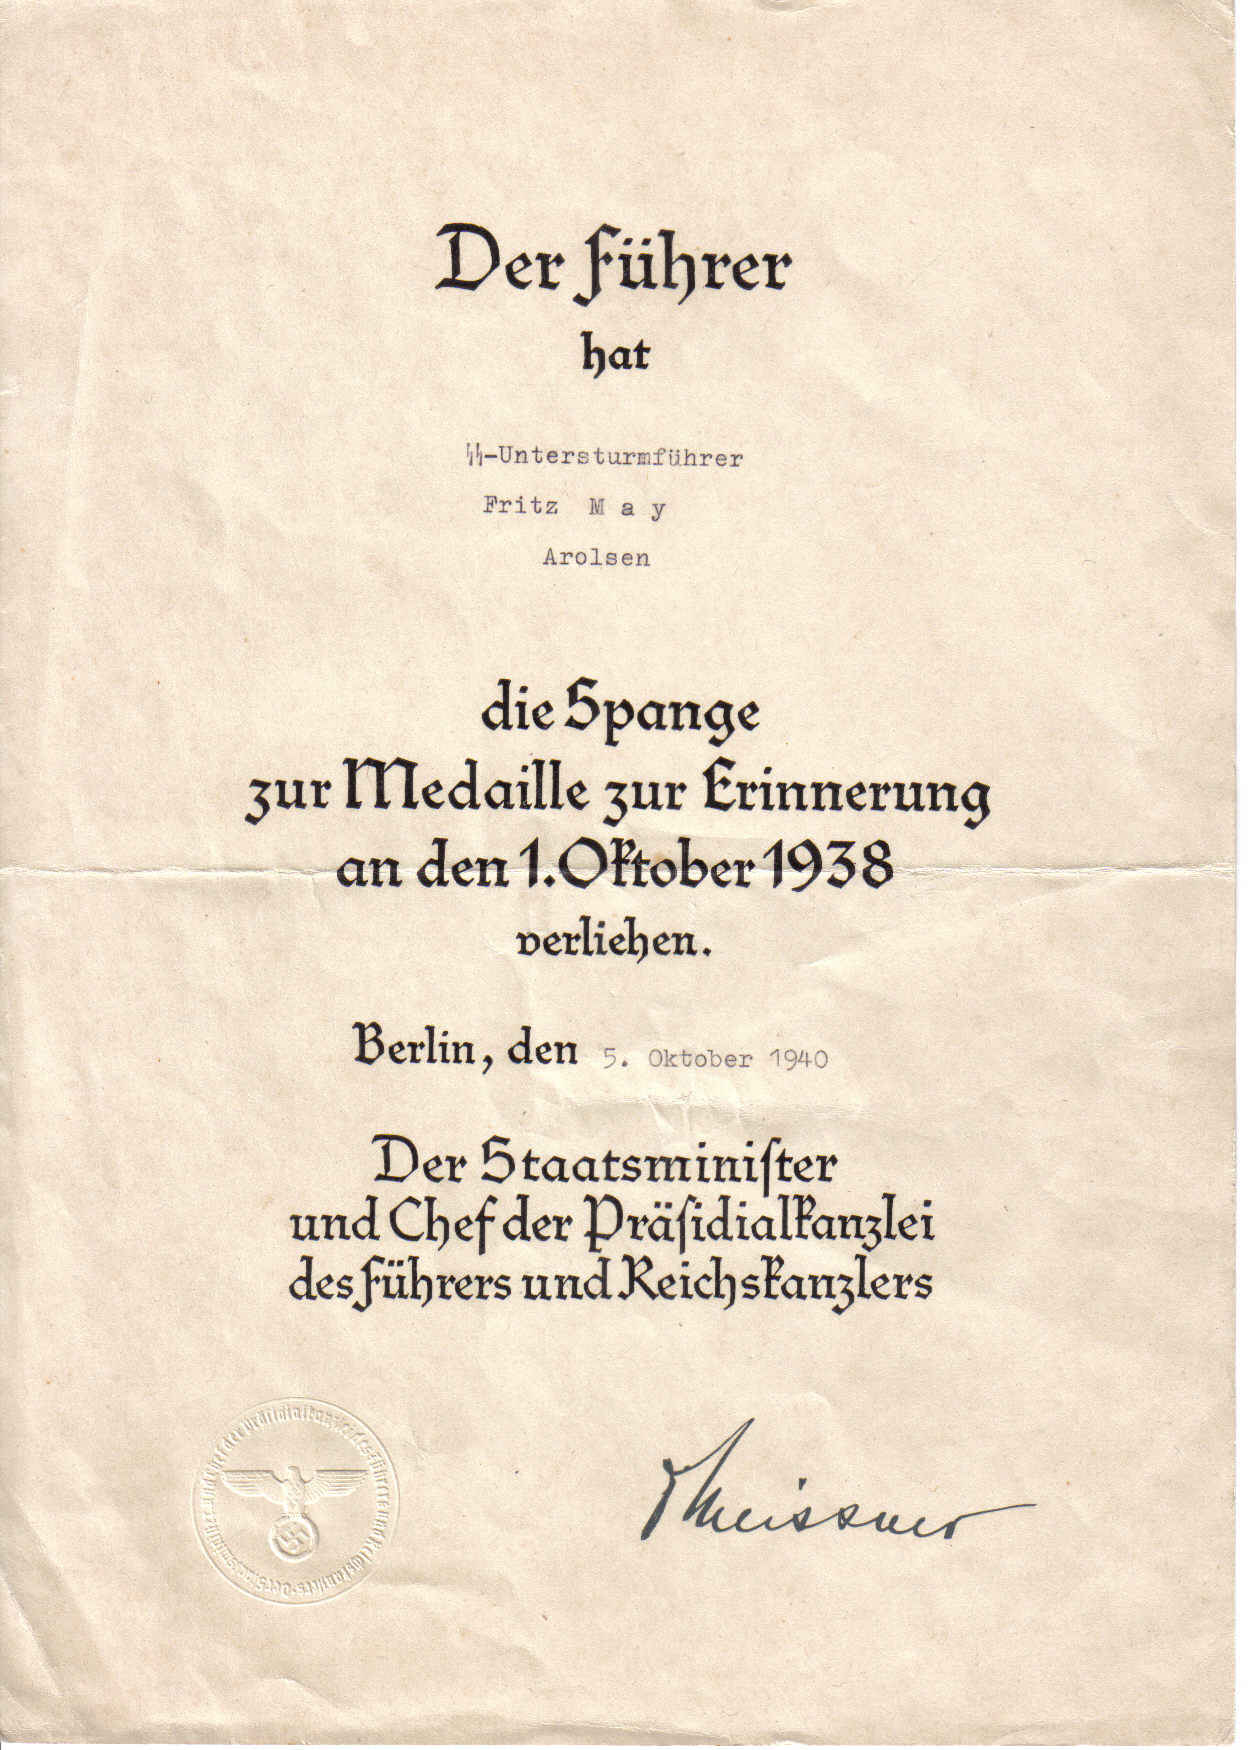 Der Führer
hat
ᛋᛋ-Untersturmführer
Fritz M a y
Arolsen
die Spange
zur Medaille zur Erinnerung
an den 1. Oktober 1938
verliehen.
Berlin, den 5. Oktober 1940
Der Staatsminiſter
und Chef der Präſidialkanzlei
des Führers und Reichskanzlers
Meissner